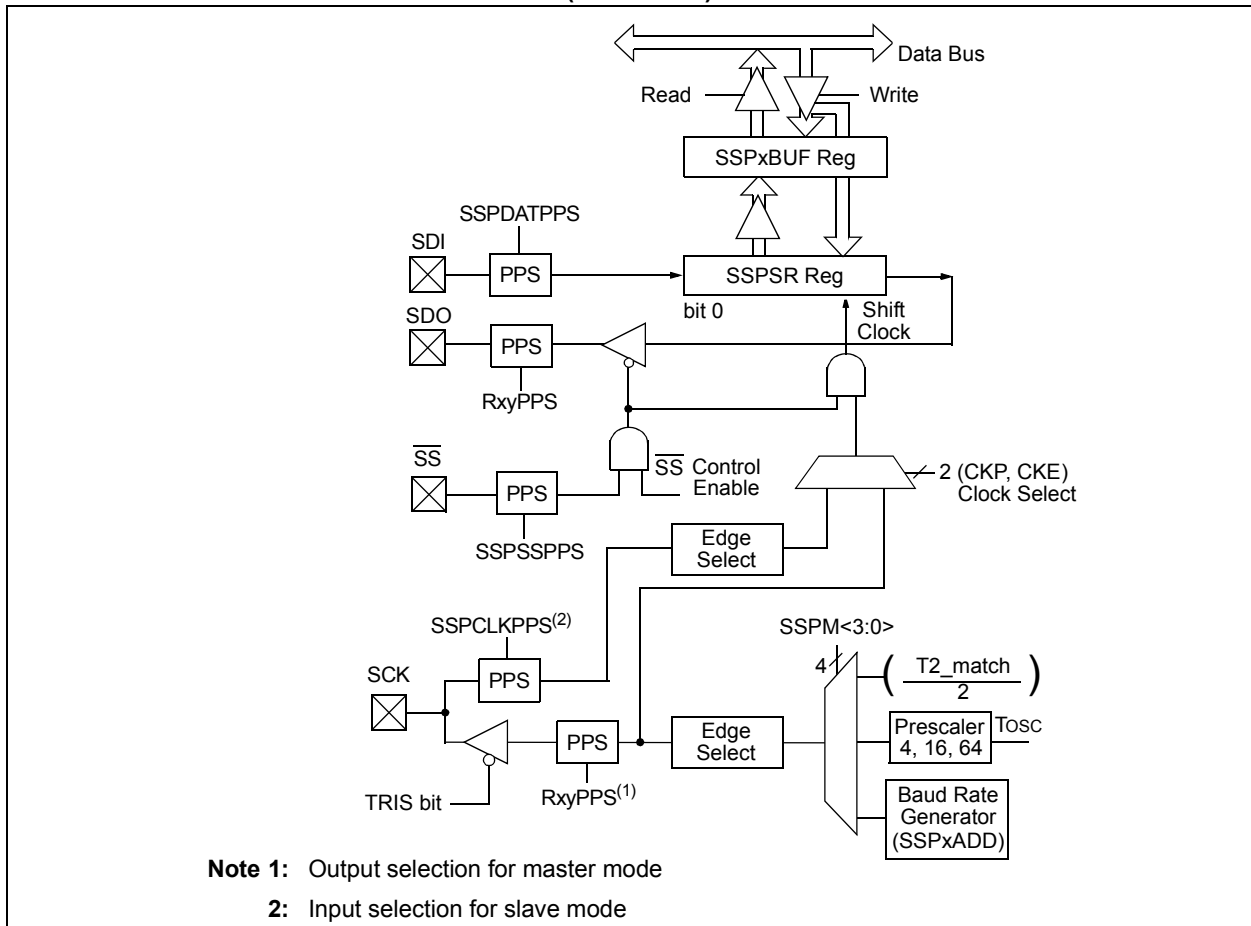 Data Bus
Read
Write
SSPxBUF Reg
SSPDATPPS
SDI
PPS
SSPSR Reg
bit 0
Shift
Clock
SDO
PPS
RxyPPS
SS
PPS
SS Control
Enable
2 (CKP, CKE)
Clock Select
SSPSSPPS
Edge
Select
SSPCLKPPS(2)
SSPM<3:0>
4
SCK
PPS
( T2_match
2 )
PPS
Edge
Select
Prescaler
4, 16, 64
TOSC
TRIS bit
RxyPPS(1)
Baud Rate
Generator
(SSPxADD)
Note 1: Output selection for master mode
2: Input selection for slave mode